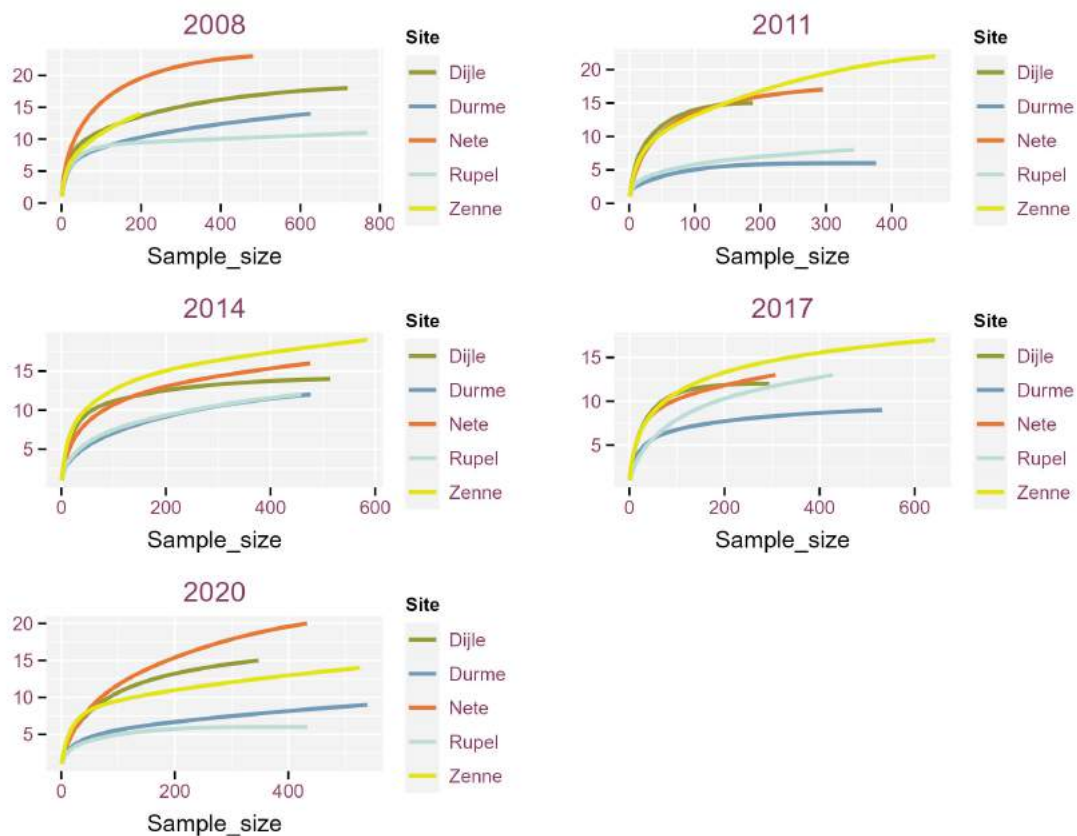 2008
Site
Dijle
Durme
Nete
Rupel
Zenne
20
15
10
5
0
0 200 400 600 800
Sample_size
2011
Site
Dijle
Durme
Nete
Rupel
Zenne
20
15
10
5
0
0 100 200 300 400
Sample_size
2014
Site
Dijle
Durme
Nete
Rupel
Zenne
15
10
5
0 200 400 600
Sample_size
2017
Site
Dijle
Durme
Nete
Rupel
Zenne
15
10
5
0 200 400 600
Sample_size
2020
Site
Dijle
Durme
Nete
Rupel
Zenne
20
15
10
5
0 200 400
Sample_size